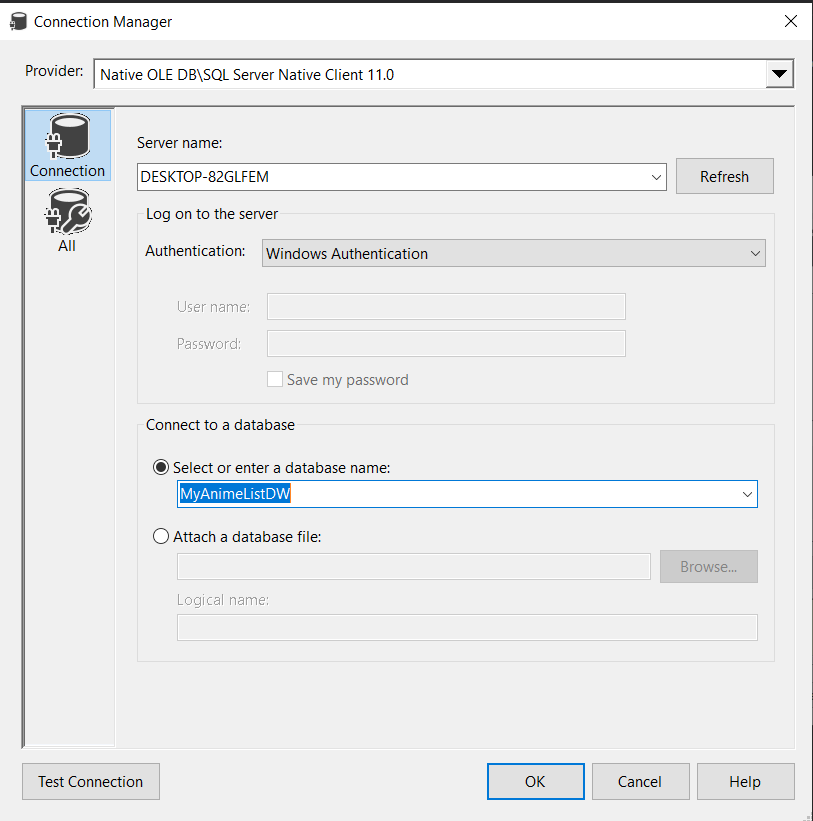 Connection Manager
Provider: Native OLE DB\SQL Server Native Client 11.0
Connection
All
Server name:
DESKTOP-82GLFEM
Refresh
Log on to the server
Authentication: Windows Authentication
User name:
Password:
Save my password
Connect to a database
Select or enter a database name:
MyAnimeListDW
Attach a database file:
Browse...
Logical name:
Test Connection OK Cancel Help